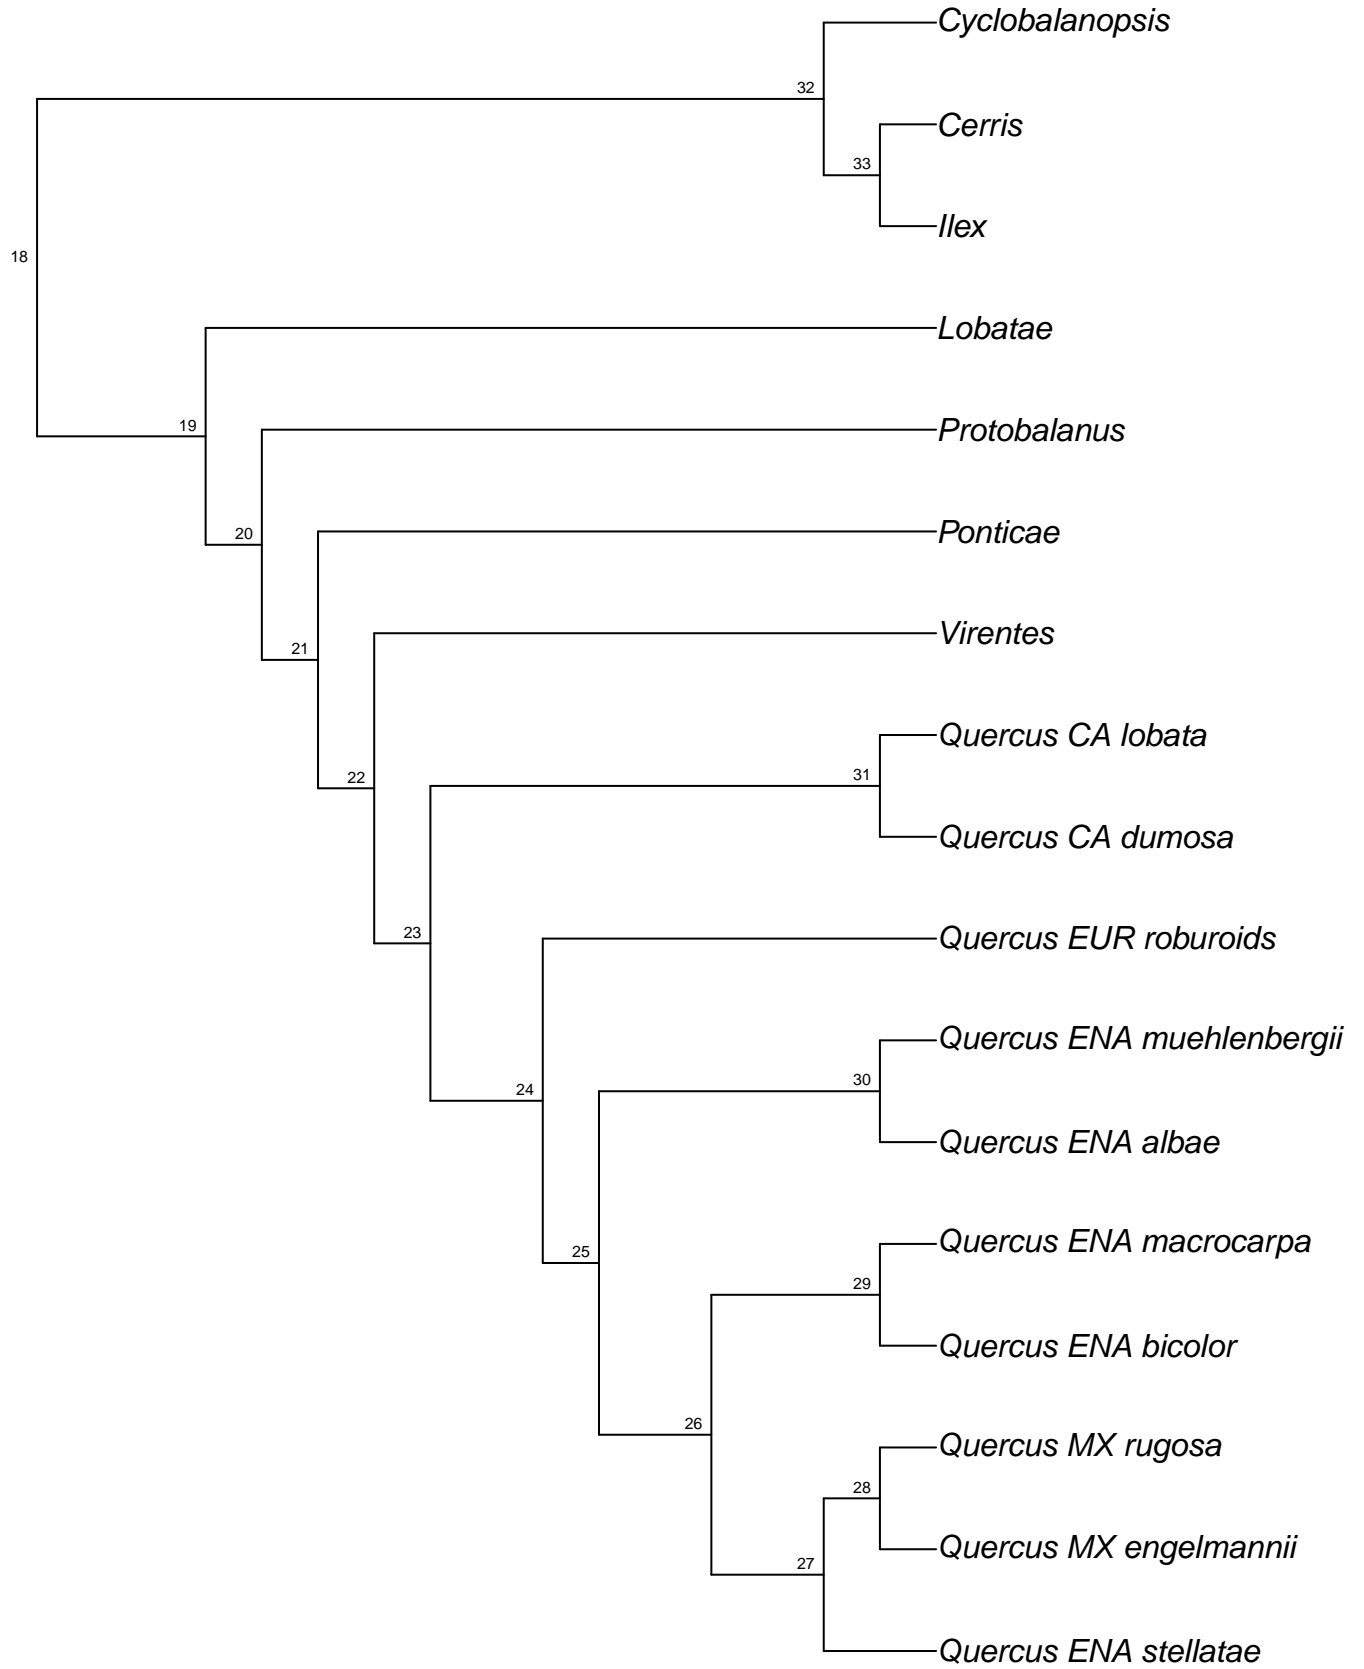 Cyclobalanopsis
32
Cerris
33
Ilex
18
Lobatae
19
Protobalanus
20
Ponticae
21
Virentes
Quercus CA lobata
31
22
Quercus CA dumosa
23
Quercus EUR roburoids
Quercus ENA muehlenbergii
30
24
Quercus ENA albae
Quercus ENA macrocarpa
25
29
Quercus ENA bicolor
26
Quercus MX rugosa
28
Quercus MX engelmannii
27
Quercus ENA stellatae